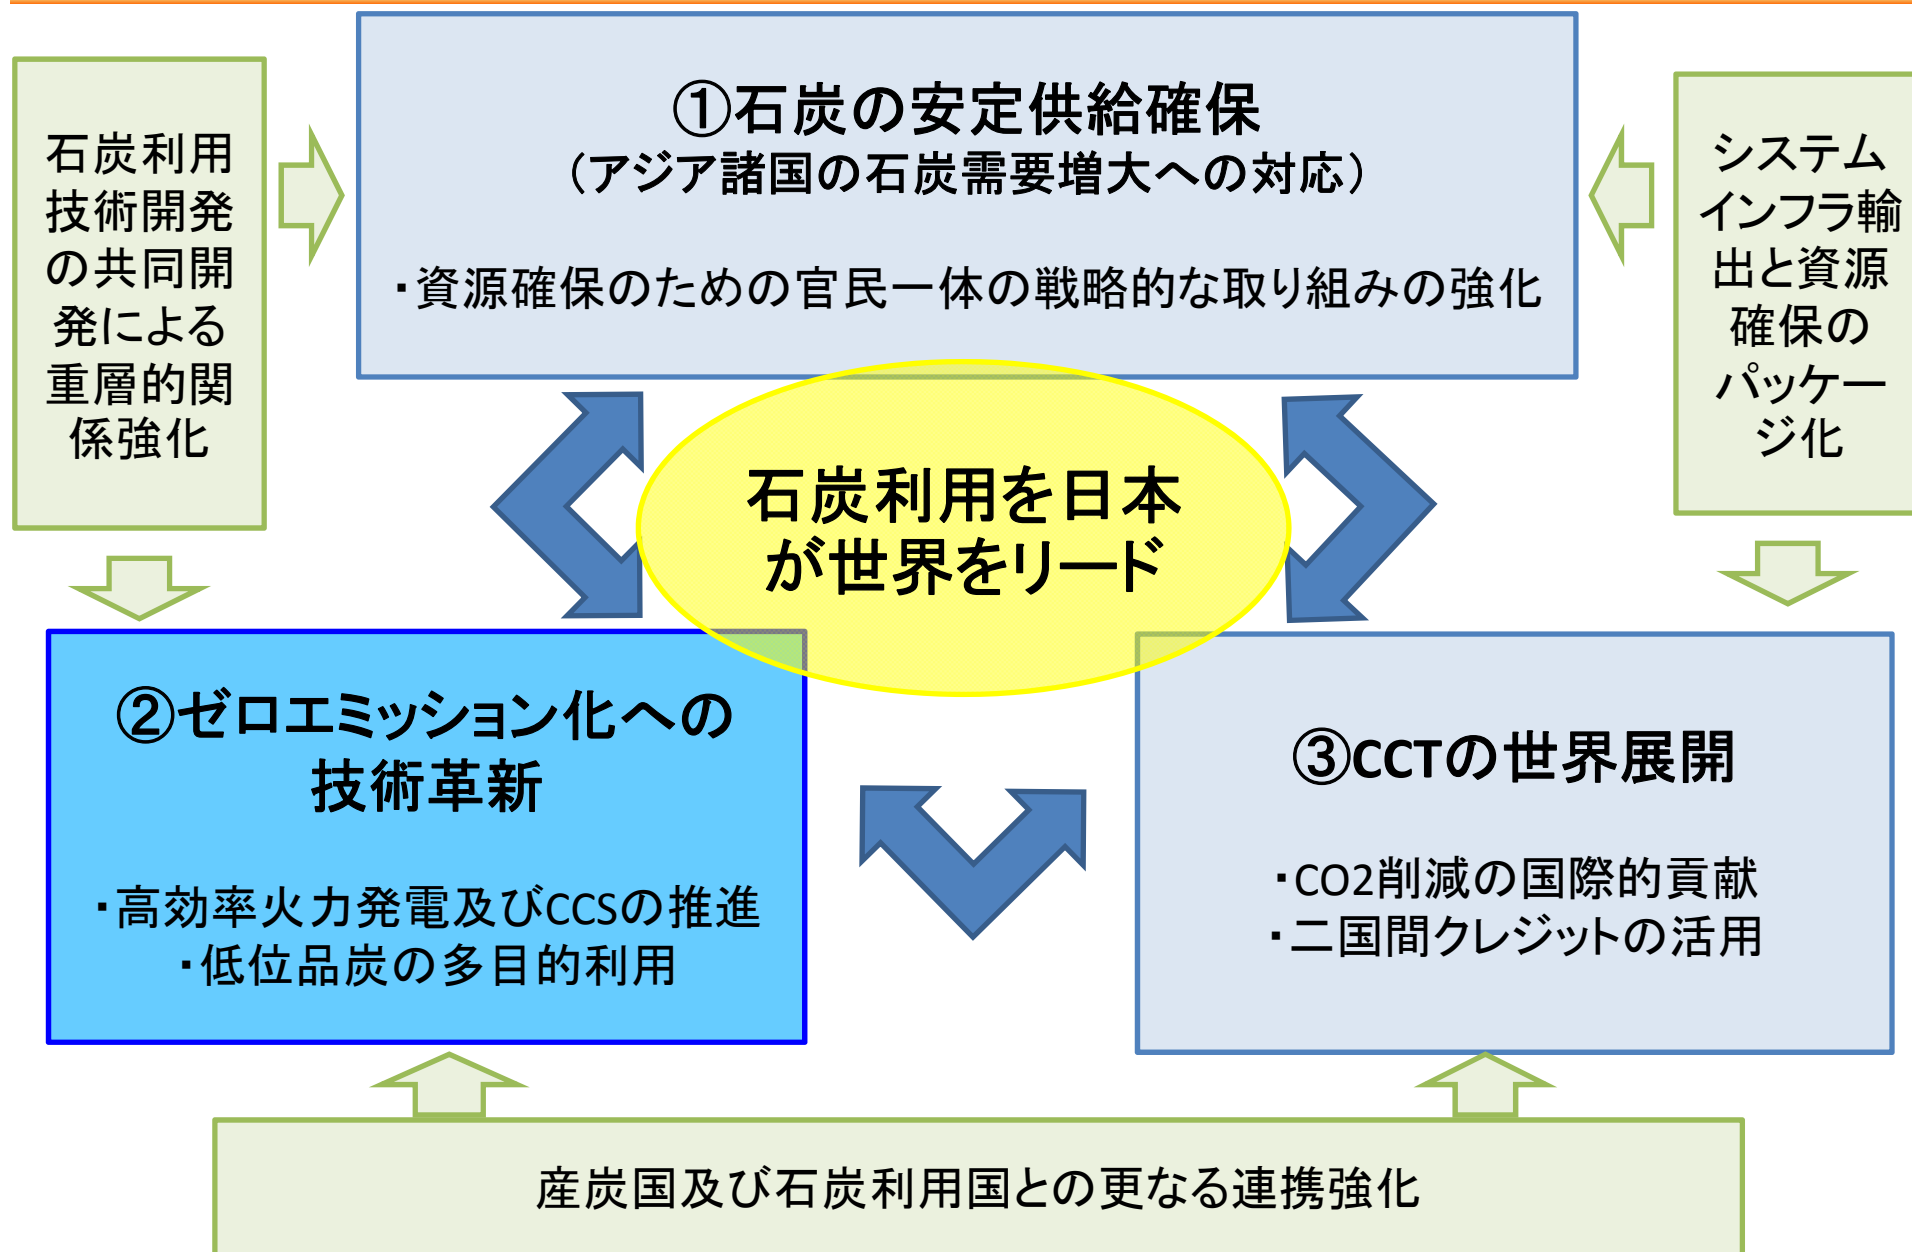 ①石炭の安定供給確保
(アジア諸国の石炭需要増大への対応)
・資源確保のための官民一体の戦略的な取り組みの強化
石炭利用
技術開発
の共同開
発による
重層的関
係強化
システム
インフラ輸
出と資源
確保の
パッケー
ジ化
石炭利用を日本
が世界をリード
②ゼロエミッション化への
技術革新
・高効率火力発電及びCCSの推進
・低位品炭の多目的利用
③CCTの世界展開
・CO2削減の国際的貢献
・二国間クレジットの活用
産炭国及び石炭利用国との更なる連携強化